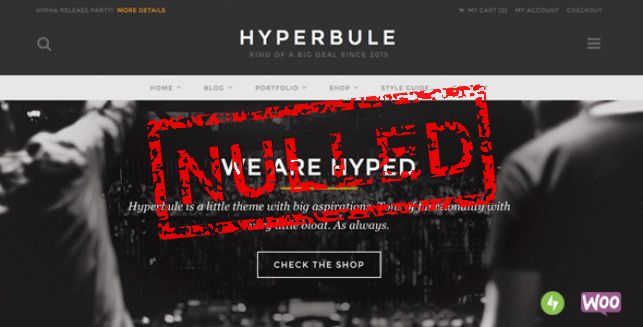 HYPHA RELEASE PARTY! MORE DETAILS
MY CART (0) MY ACCOUNT CHECKOUT
HYPERBULE
KIND OF A BIG DEAL SINCE 2015
HOME BLOG PORTFOLIO SHOP STYLE GUIDE
NULLED
WE ARE HYPED
Hyperbule is a little theme with big aspirations. Tons of functionality with
little bloat. As always.
CHECK THE SHOP
WOO